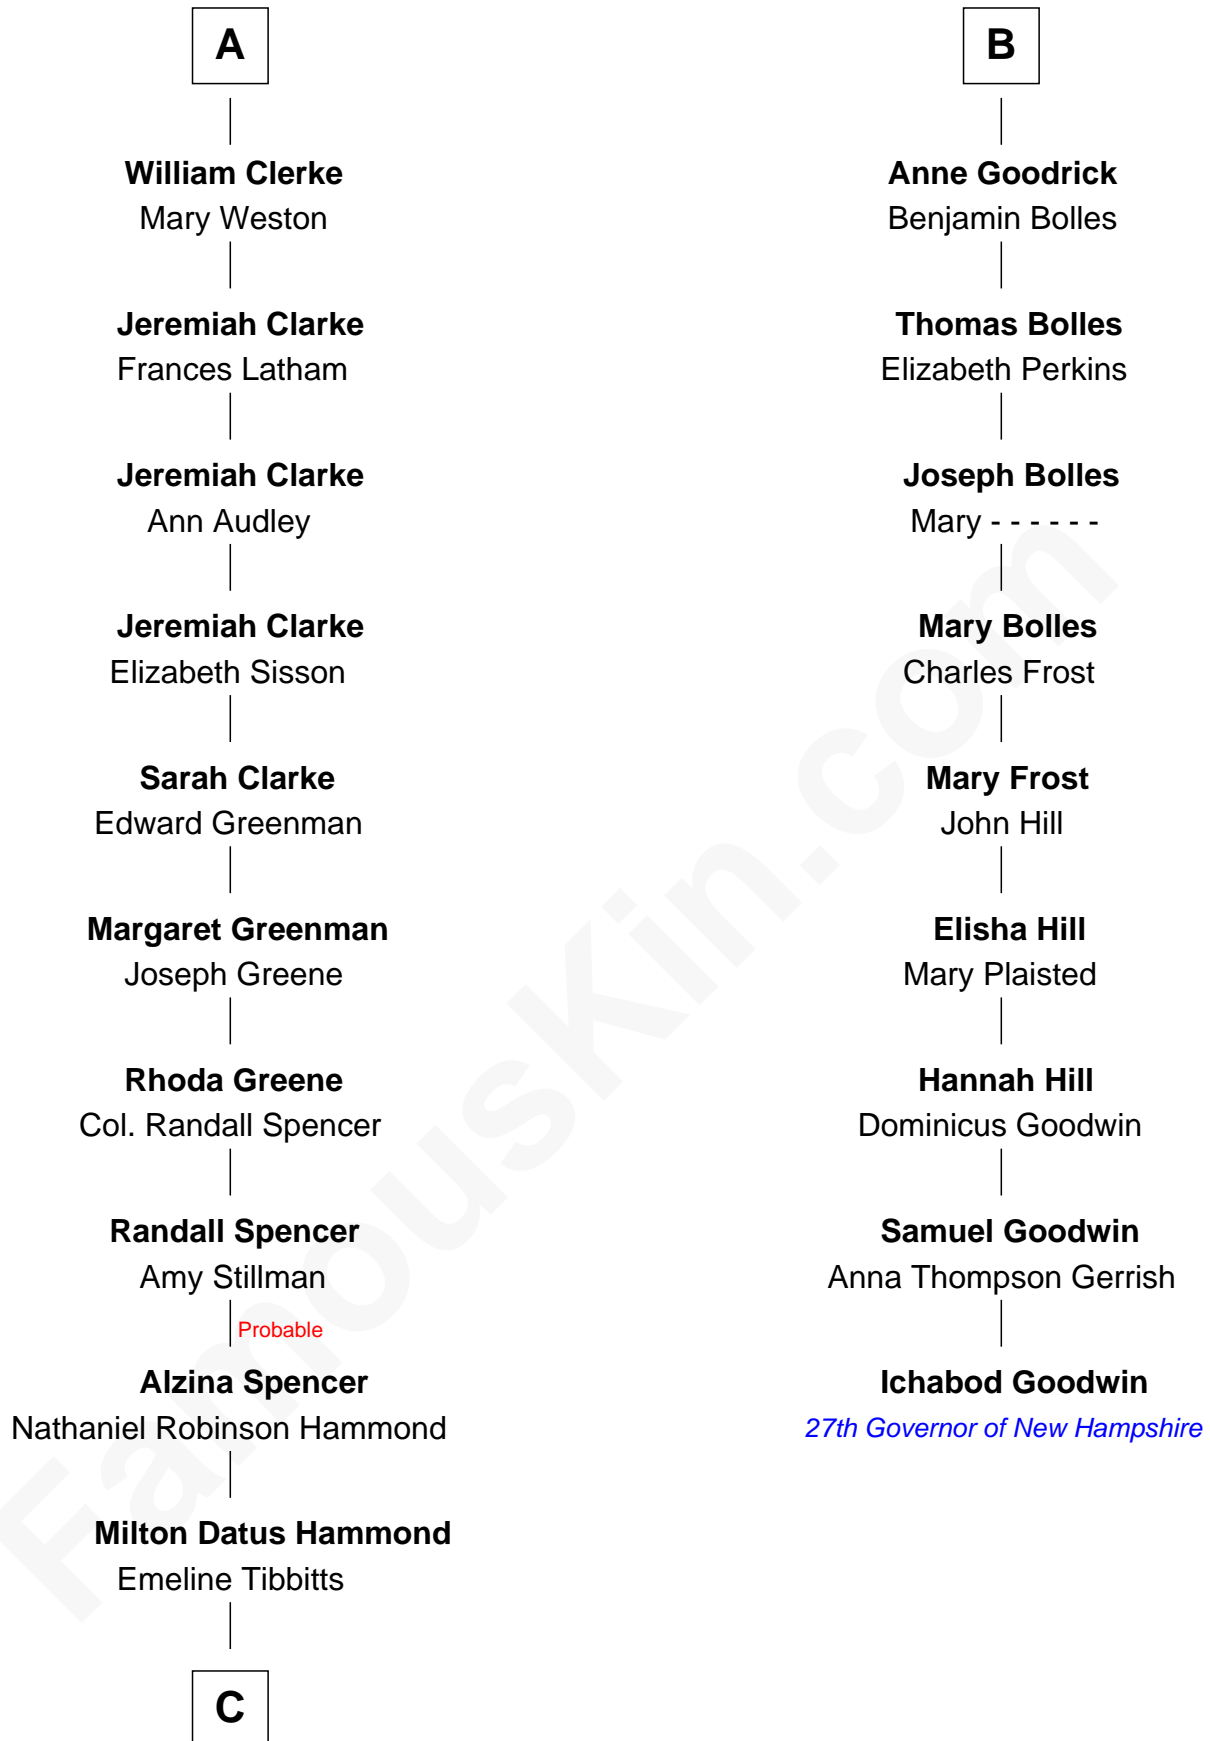 A
William Clerke
Mary Weston
Jeremiah Clarke
Frances Latham
Jeremiah Clarke
Ann Audley
Jeremiah Clarke
Elizabeth Sisson
Sarah Clarke
Edward Greenman
Margaret Greenman
Joseph Greene
Rhoda Greene
Col. Randall Spencer
Randall Spencer
Amy Stillman
Probable
Alzina Spencer
Nathaniel Robinson Hammond
Milton Datus Hammond
Emeline Tibbitts
C
B
Anne Goodrick
Benjamin Bolles
Thomas Bolles
Elizabeth Perkins
Joseph Bolles
Mary - - - - - -
Mary Bolles
Charles Frost
Mary Frost
John Hill
Elisha Hill
Mary Plaisted
Hannah Hill
Dominicus Goodwin
Samuel Goodwin
Anna Thompson Gerrish
Ichabod Goodwin
27th Governor of New Hampshire
FamousKin.com